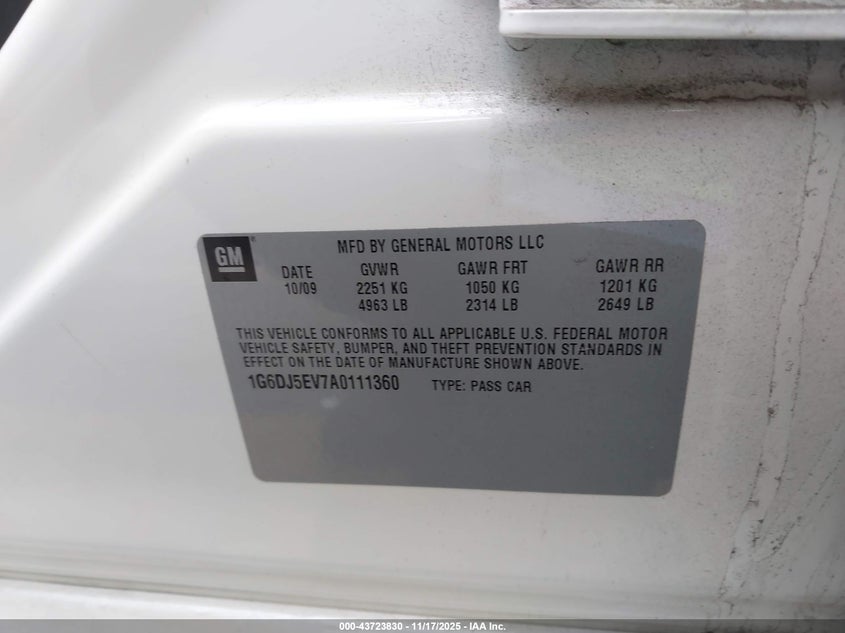 GM
MFD BY GENERAL MOTORS LLC
DATE GVWR GAWR FRT GAWR RR
10/09 2251 KG 1050 KG 1201 KG
4963 LB 2314 LB 2649 LB
THIS VEHICLE CONFORMS TO ALL APPLICABLE U.S. FEDERAL MOTOR
VEHICLE SAFETY, BUMPER, AND THEFT PREVENTION STANDARDS IN
EFFECT ON THE DATE OF MANUFACTURE SHOWN ABOVE.
1G6DJ5EV7A0111360 TYPE: PASS CAR
000-43723830 - 11/17/2025 - IAA Inc.